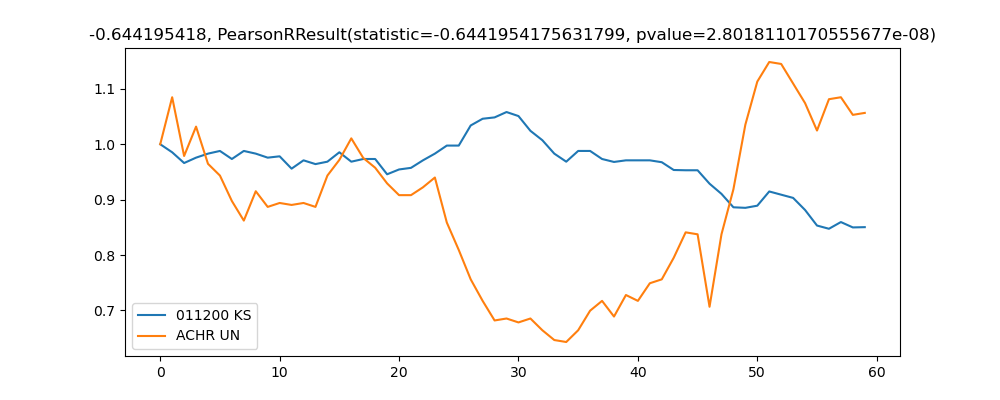 -0.644195418, PearsonRResult(statistic=-0.6441954175631799, pvalue=2.8018110170555677e-08)
1.1
1.0
0.9
0.8
0.7
011200 KS
ACHR UN
0 10 20 30 40 50 60